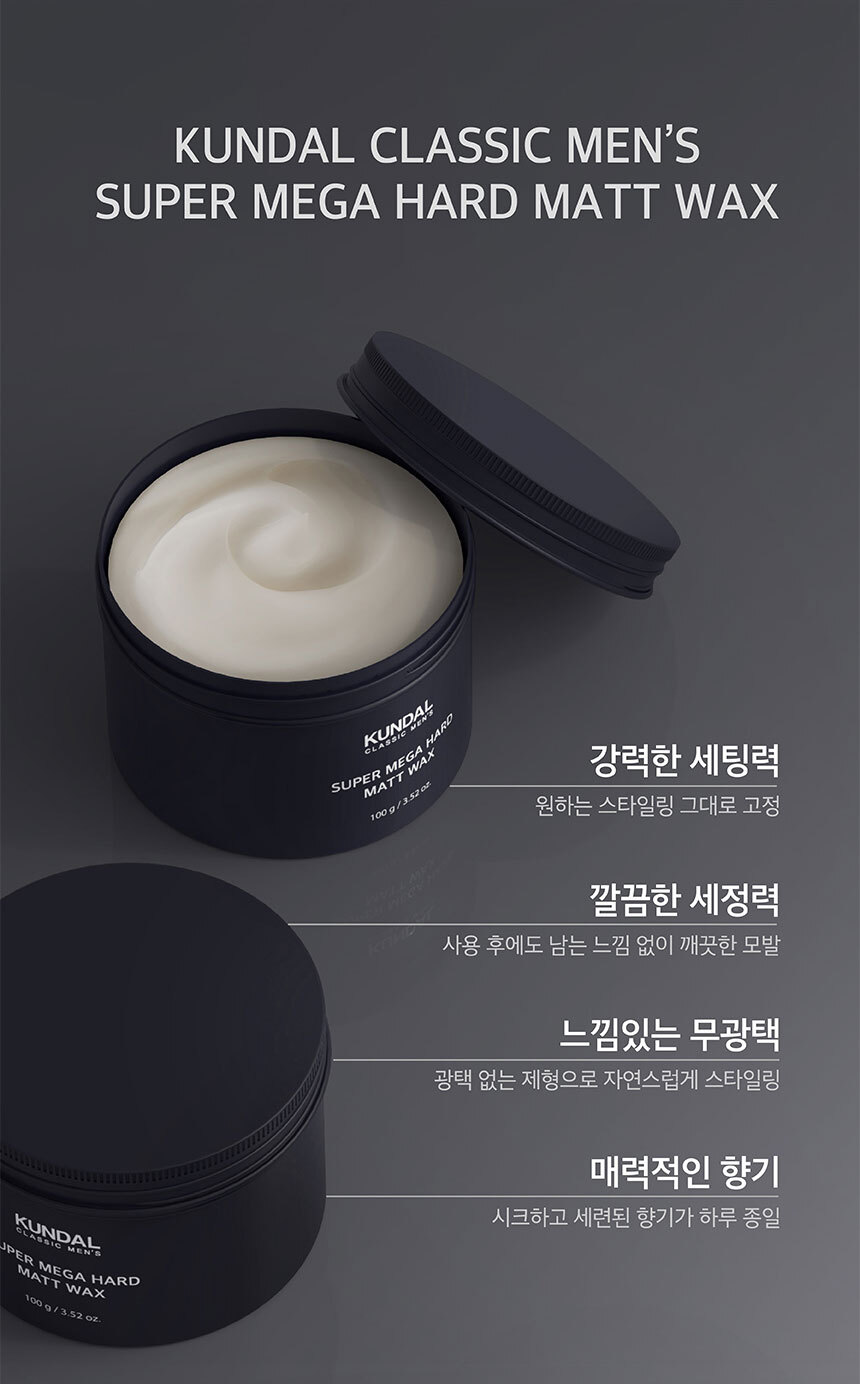 KUNDAL CLASSIC MEN'S
SUPER MEGA HARD MATT WAX
KUNDAL
CLASSIC MEN'S
SUPER MEGA HARD
MATT WAX
100 g / 3.52 oz.
강력한 세팅력
원하는 스타일링 그대로 고정
깔끔한 세정력
사용 후에도 남는 느낌 없이 깨끗한 모발
느낌있는 무광택
광택 없는 제형으로 자연스럽게 스타일링
매력적인 향기
시크하고 세련된 향기가 하루 종일
KUNDAL
CLASSIC MEN'S
UPER MEGA HARD
MATT WAX
100 g / 3.52 oz.